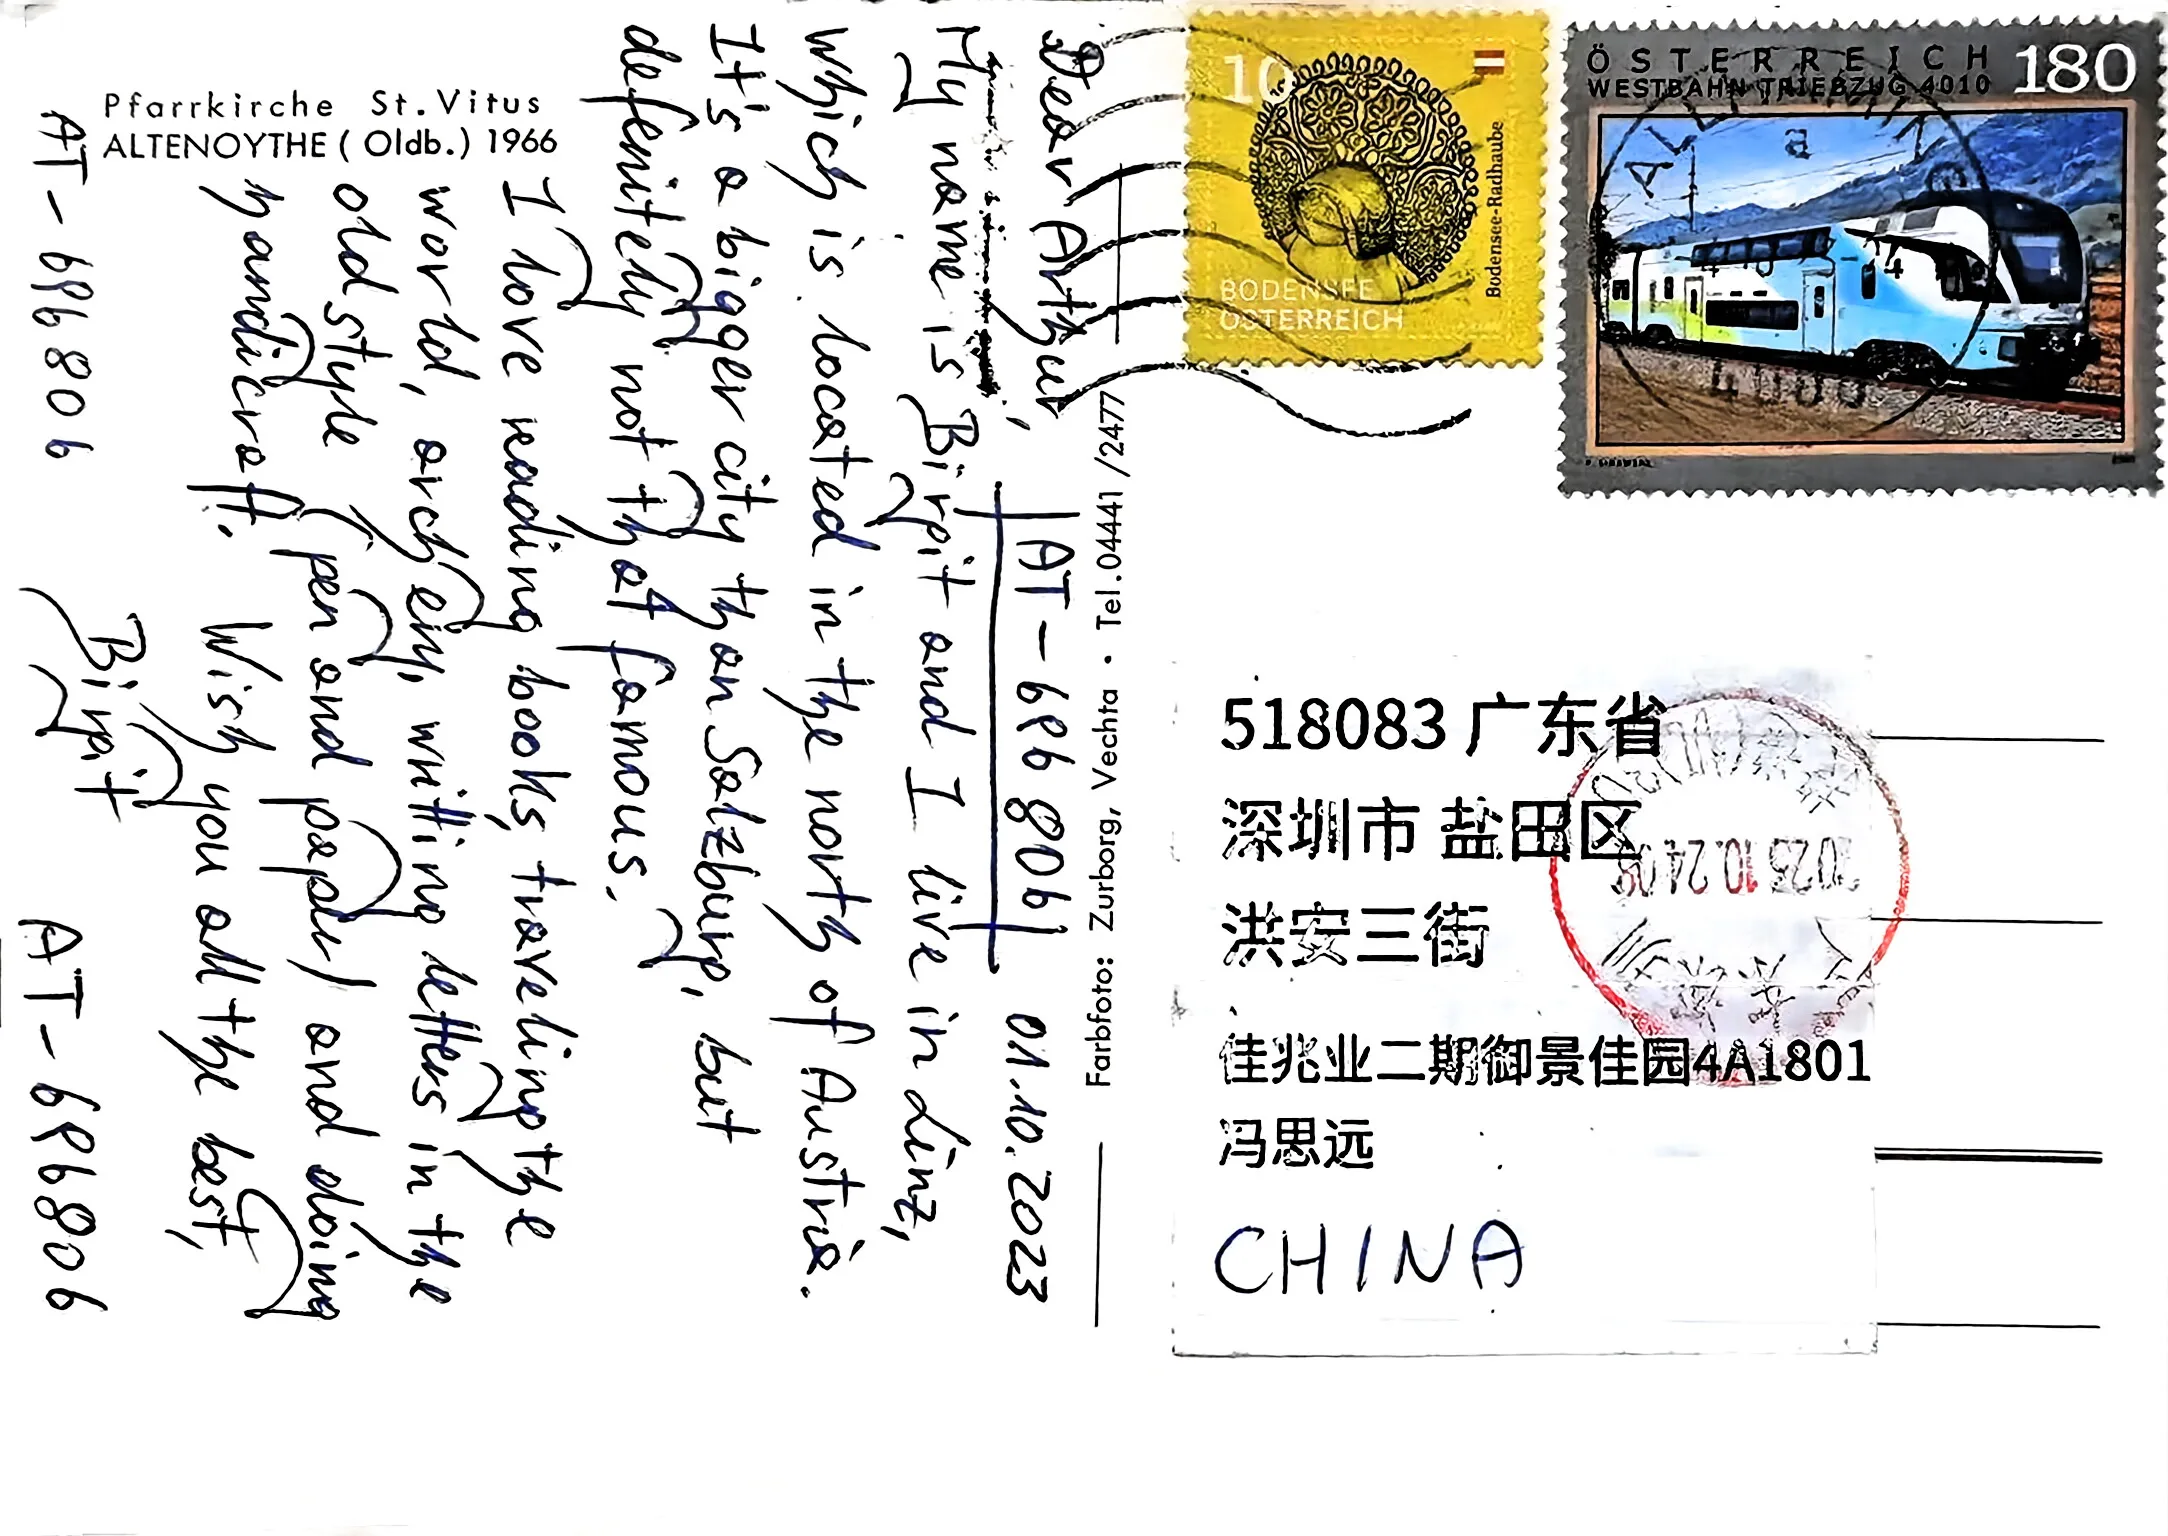 Pfarrkirche St. Vitus
ALTENOYTHE (Oldb.) 1966
Dear Arthur,
AT-696806
01.10.2023
My name is Birgit and I live in Linz,
which is located in the north of Austria.
It's a bigger city than Salzburg, but
defenitely not that famous.
I love reading books, traveling the
world, archery, writing letters in the
old style (pen and paper) and doing
handicraft. Wish you all the best,
Birgit
AT-696806
AT-696806
Farbfoto: Zurborg, Vechta · Tel. 04441/2477
10
Bodensee-Radhaube
BODENSEE
ÖSTERREICH
ÖSTERREICH
WESTBAHN TRIEBZUG 4010
180
a
518083 广东省
深圳市 盐田区
洪安三街
佳兆业二期御景佳园4A1801
冯思远
CHINA
2023.10.24.09